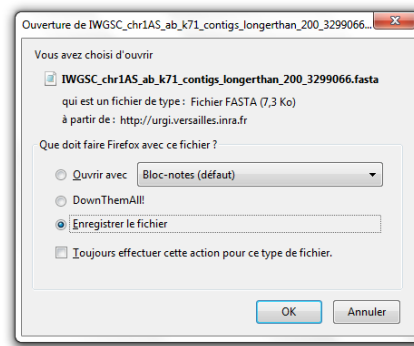 Ouverture de IWGSC_chr1AS_ab_k71_contigs_longerthan_200_3299066...
Vous avez choisi d'ouvrir
IWGSC_chr1AS_ab_k71_contigs_longerthan_200_3299066.fasta
qui est un fichier de type : Fichier FASTA (7,3 Ko)
à partir de : http://urgi.versailles.inra.fr
Que doit faire Firefox avec ce fichier ?
Ouvrir avec Bloc-notes (défaut)
DownThemAll!
Enregistrer le fichier
Toujours effectuer cette action pour ce type de fichier.
OK Annuler